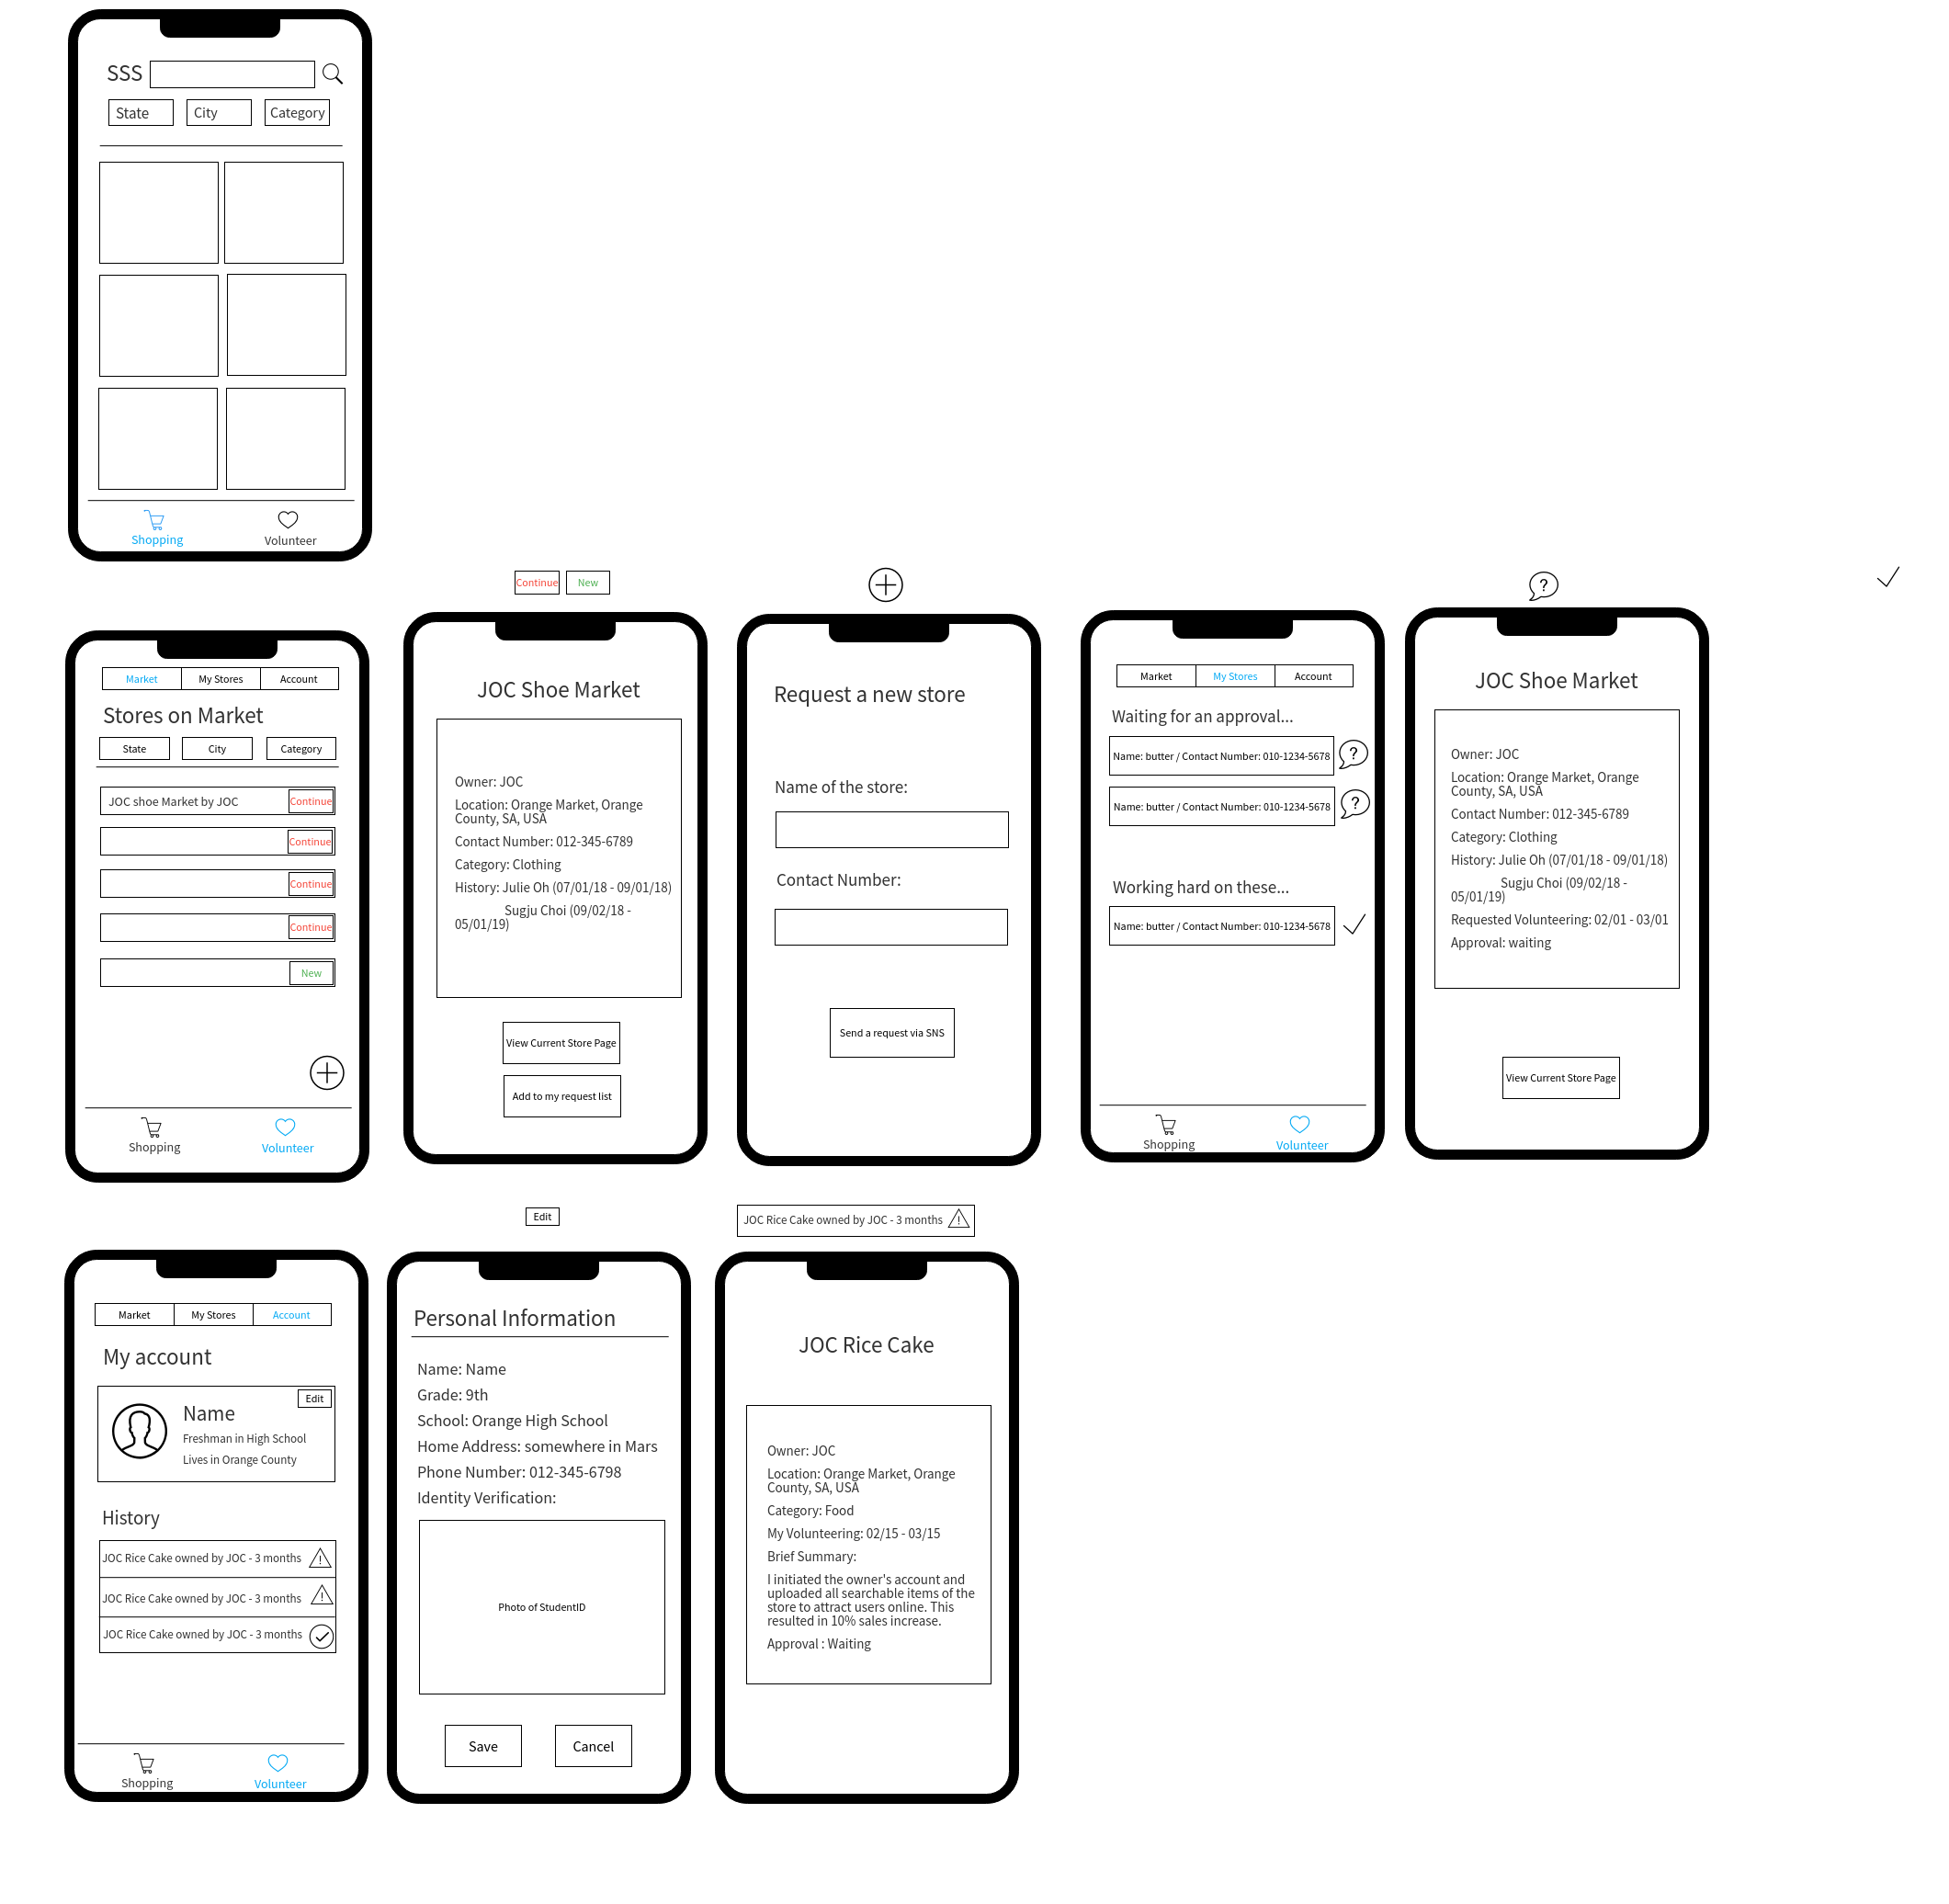 SSS
State
City
Category
Shopping
Volunteer
Continue
New
?
Market
My Stores
Account
Stores on Market
State
City
Category
JOC shoe Market by JOC
Continue
Continue
Continue
Continue
New
Shopping
Volunteer
JOC Shoe Market
Owner: JOC
Location: Orange Market, Orange
County, SA, USA
Contact Number: 012-345-6789
Category: Clothing
History: Julie Oh (07/01/18 - 09/01/18)
Sugju Choi (09/02/18 -
05/01/19)
View Current Store Page
Add to my request list
Request a new store
Name of the store:
Contact Number:
Send a request via SNS
Market
My Stores
Account
Waiting for an approval...
Name: butter / Contact Number: 010-1234-5678
?
Name: butter / Contact Number: 010-1234-5678
?
Working hard on these...
Name: butter / Contact Number: 010-1234-5678
Shopping
Volunteer
JOC Shoe Market
Owner: JOC
Location: Orange Market, Orange
County, SA, USA
Contact Number: 012-345-6789
Category: Clothing
History: Julie Oh (07/01/18 - 09/01/18)
Sugju Choi (09/02/18 -
05/01/19)
Requested Volunteering: 02/01 - 03/01
Approval: waiting
View Current Store Page
Edit
JOC Rice Cake owned by JOC - 3 months
!
Market
My Stores
Account
My account
Edit
Name
Freshman in High School
Lives in Orange County
History
JOC Rice Cake owned by JOC - 3 months
!
JOC Rice Cake owned by JOC - 3 months
!
JOC Rice Cake owned by JOC - 3 months
Shopping
Volunteer
Personal Information
Name: Name
Grade: 9th
School: Orange High School
Home Address: somewhere in Mars
Phone Number: 012-345-6798
Identity Verification:
Photo of StudentID
Save
Cancel
JOC Rice Cake
Owner: JOC
Location: Orange Market, Orange
County, SA, USA
Category: Food
My Volunteering: 02/15 - 03/15
Brief Summary:
I initiated the owner's account and
uploaded all searchable items of the
store to attract users online. This
resulted in 10% sales increase.
Approval : Waiting